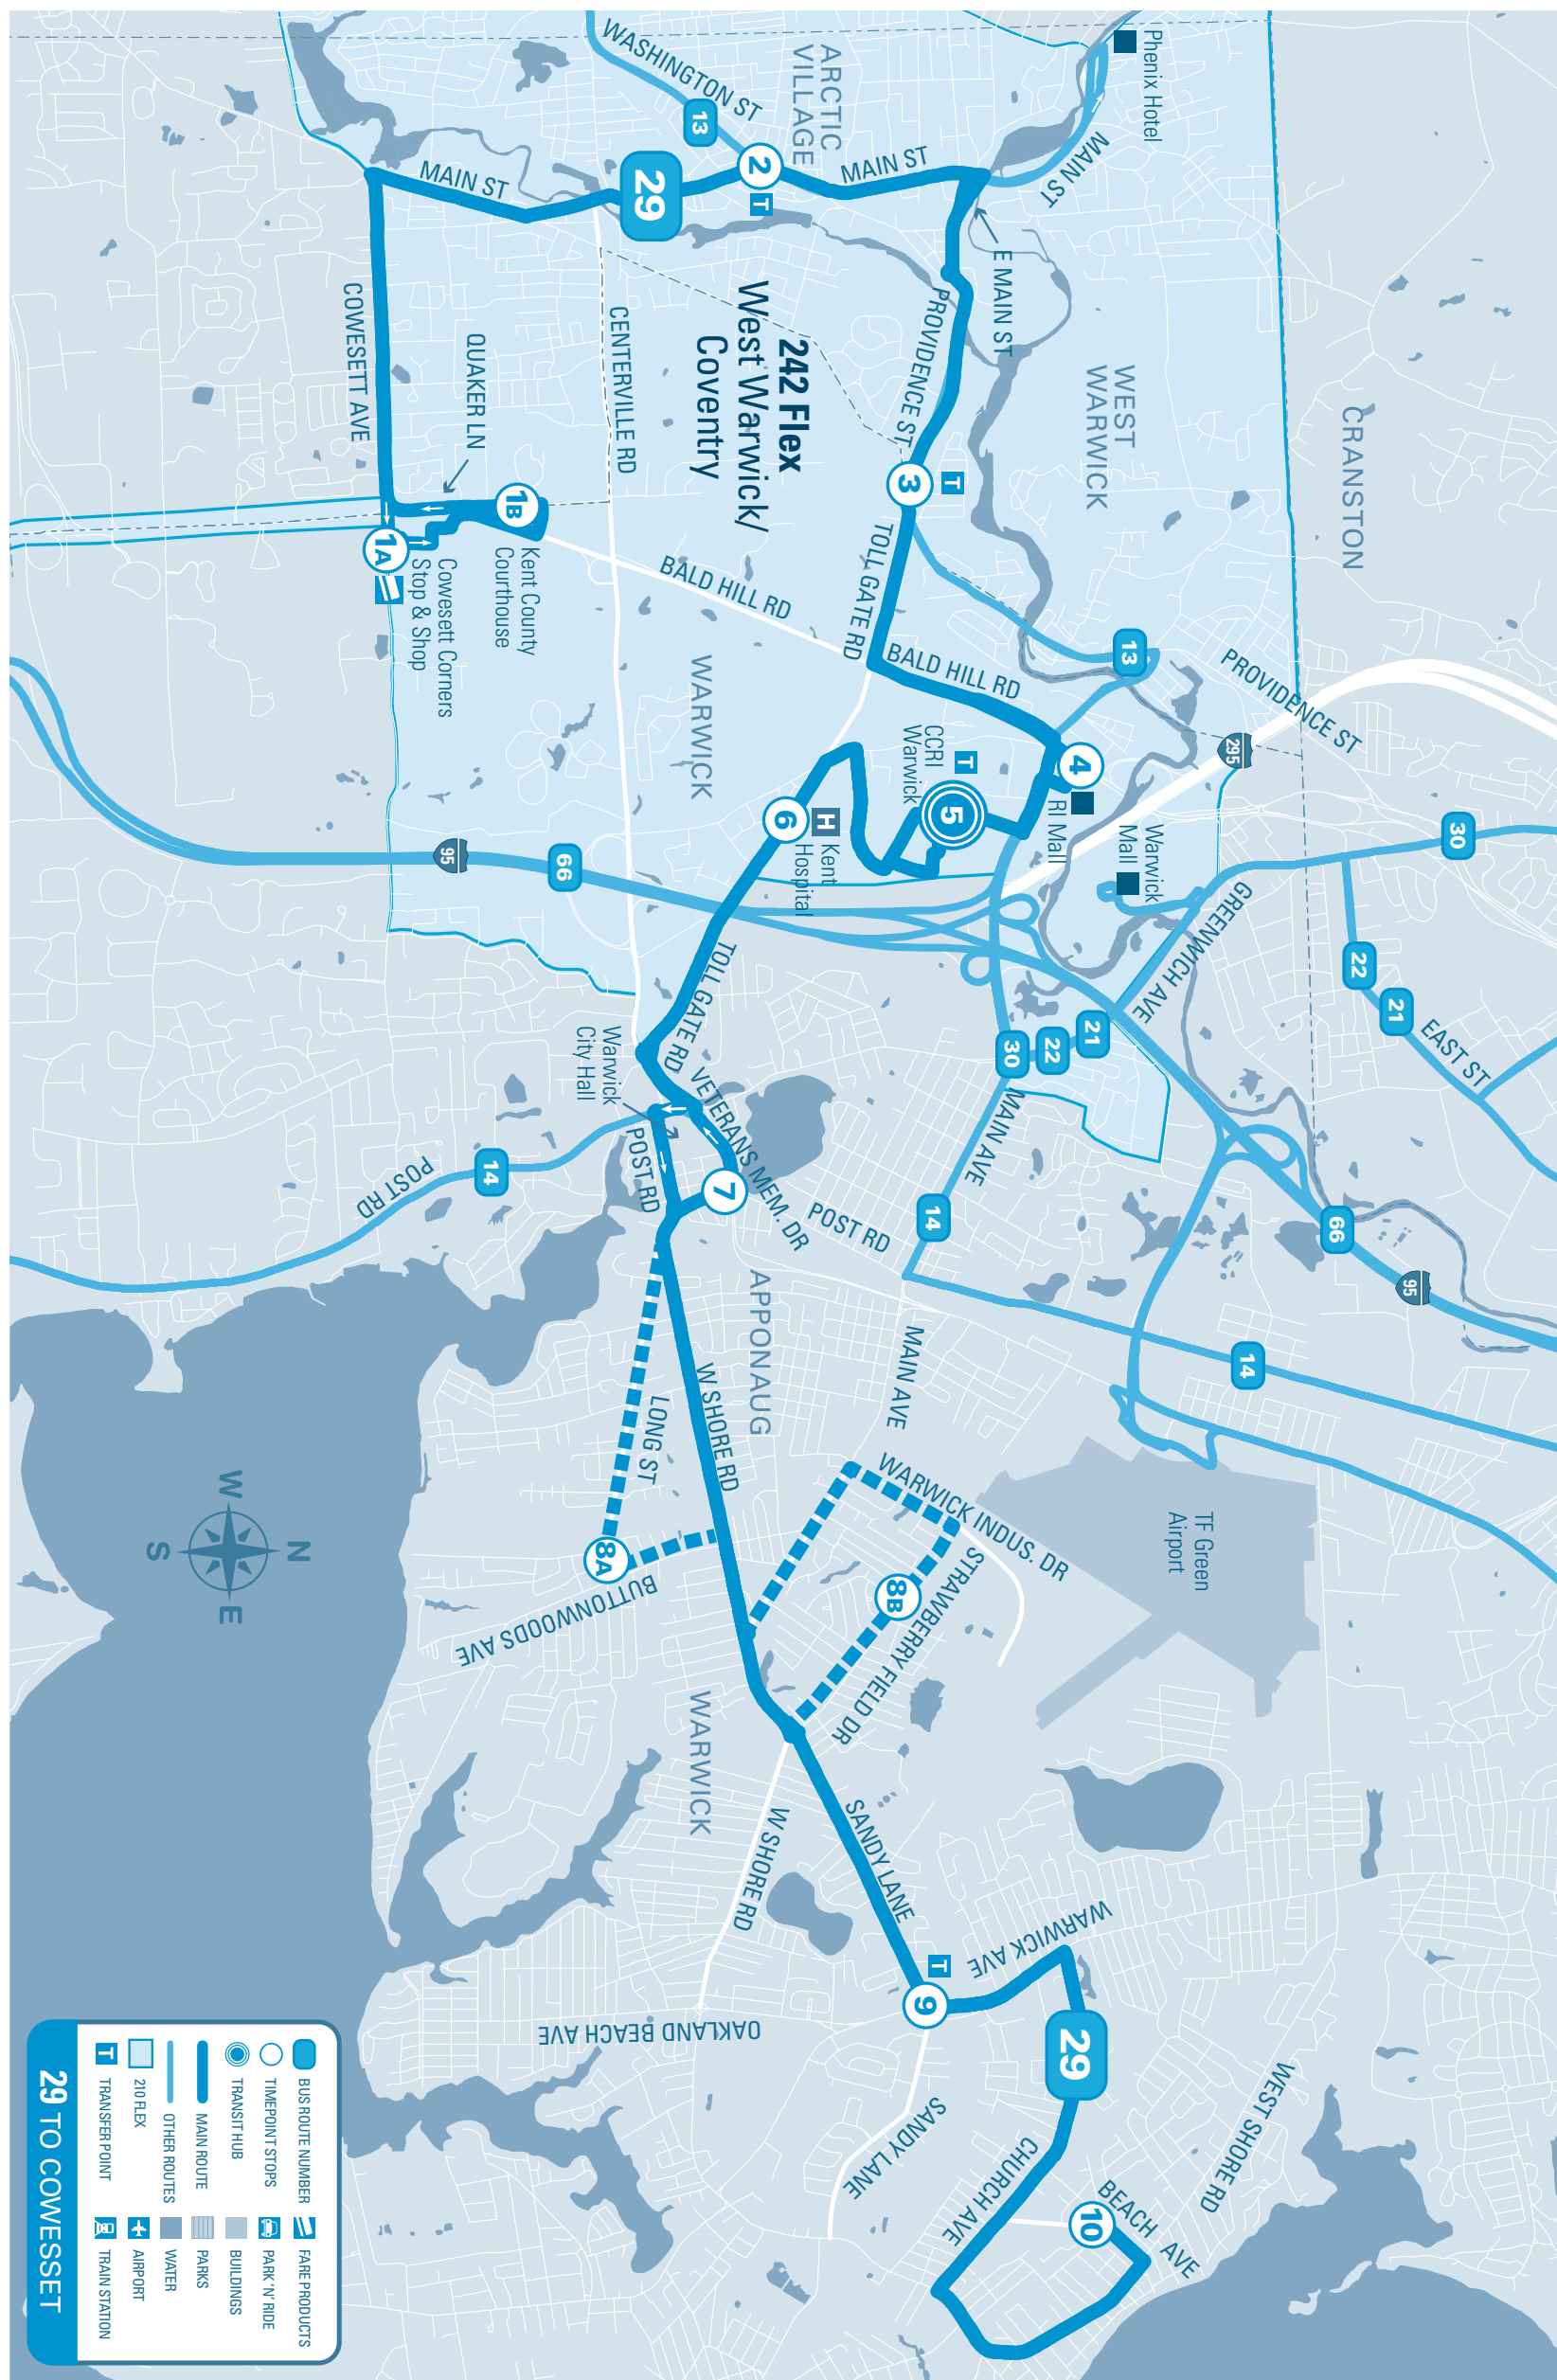 Phenix Hotel
MAIN ST
WASHINGTON ST
ARCTIC
VILLAGE
13
2
T
MAIN ST
29
MAIN ST
E MAIN ST
PROVIDENCE ST
WEST
WARWICK
CRANSTON
242 Flex
West Warwick/
Coventry
CENTERVILLE RD
COWESETT AVE
QUAKER LN
3
T
1B
Kent County
Courthouse
1A
Cowesett Corners
Stop & Shop
TOLL GATE RD
BALD HILL RD
BALD HILL RD
13
PROVIDENCE ST
295
WARWICK
CCRI
Warwick
T
4
RI Mall
5
6
H
Kent
Hospital
Warwick
Mall
30
GREENWICH AVE
22
21
EAST ST
95
66
TOLL GATE RD
Warwick
City Hall
VETERANS MEM. DR
30
22
21
MAIN AVE
POST RD
14
POST RD
7
POST RD
14
66
95
14
APPONAUG
MAIN AVE
W SHORE RD
LONG ST
WARWICK INDUS. DR
TF Green
Airport
8A
BUTTONWOODS AVE
8B
STRAWBERRY FIELD DR
N
W
S
E
WARWICK
W SHORE RD
SANDY LANE
WARWICK AVE
T
9
OAKLAND BEACH AVE
29
SANDY LANE
CHURCH AVE
WEST SHORE RD
BEACH AVE
10
BUS ROUTE NUMBER
TIMEPOINT STOPS
TRANSIT HUB
MAIN ROUTE
OTHER ROUTES
210 FLEX
T TRANSFER POINT
FARE PRODUCTS
PARK 'N' RIDE
BUILDINGS
PARKS
WATER
AIRPORT
TRAIN STATION
29 TO COWESSET